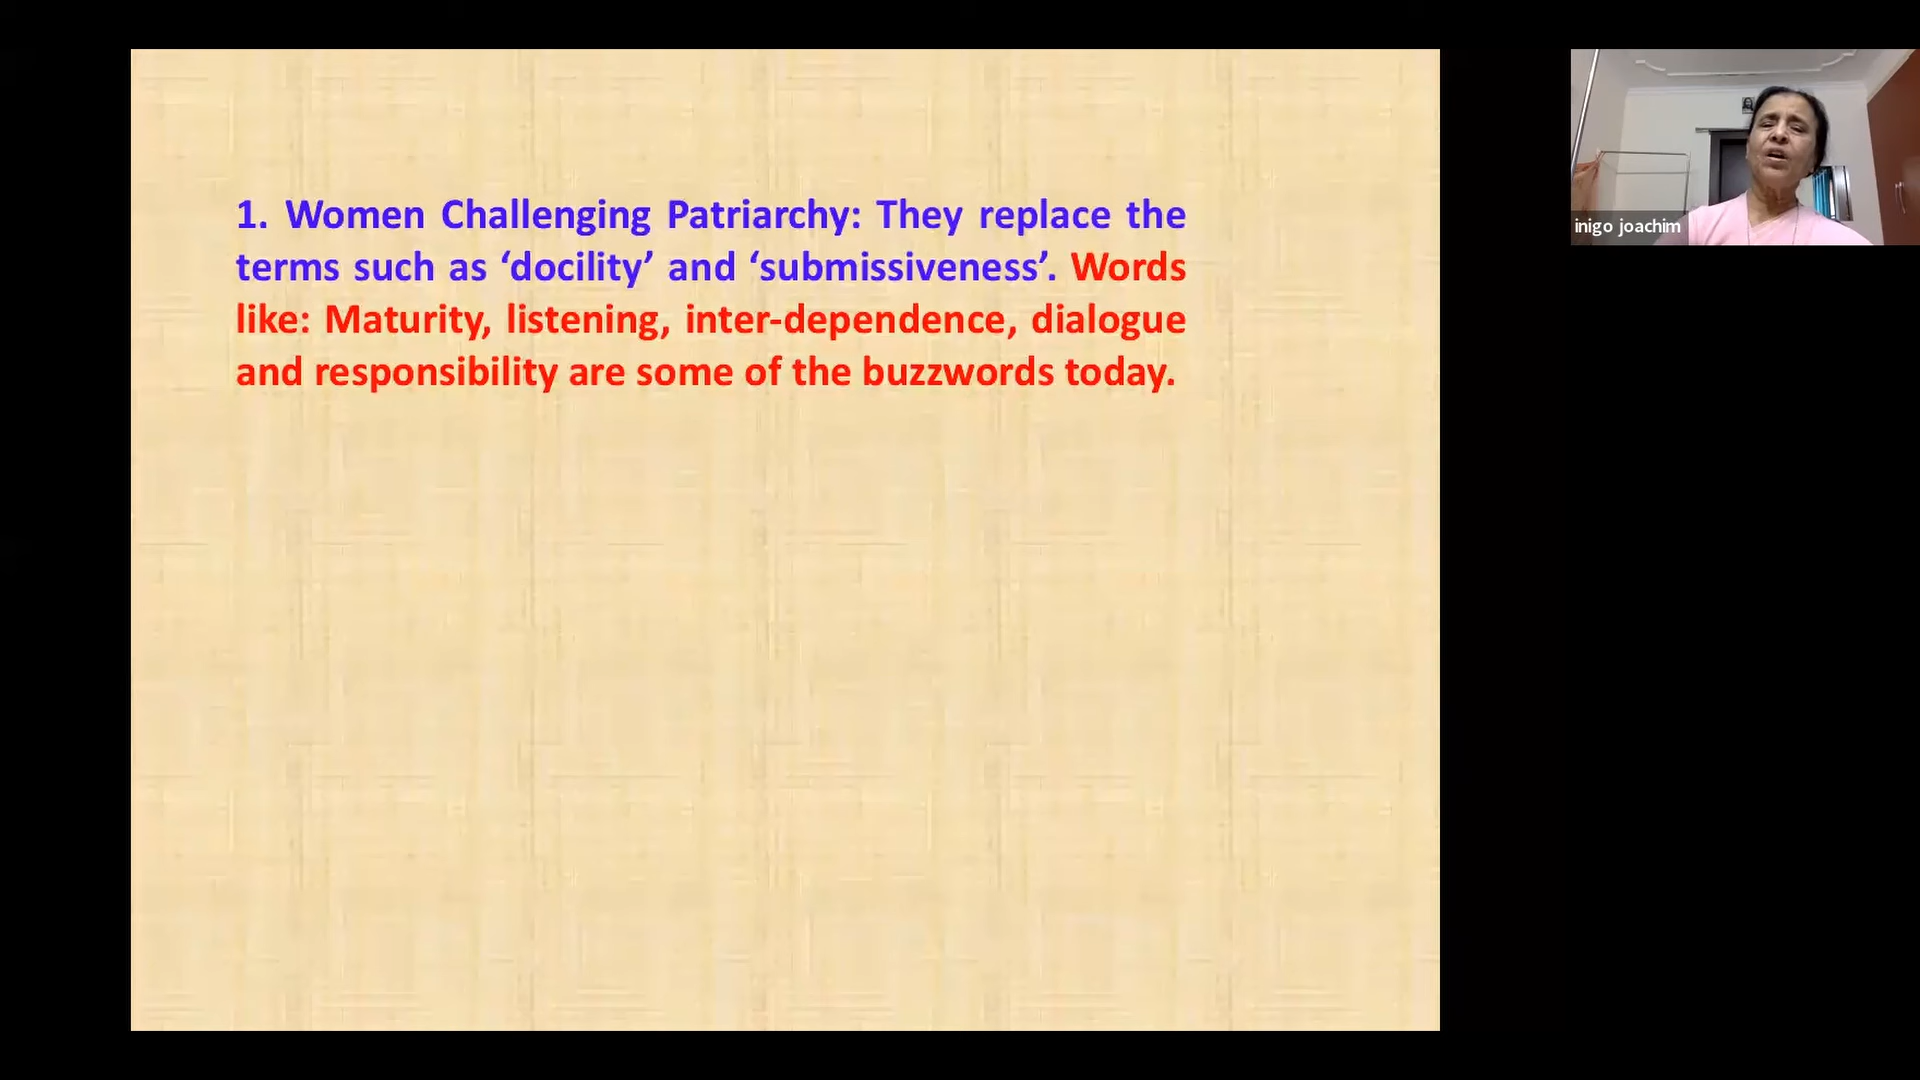 1. Women Challenging Patriarchy: They replace the
terms such as ‘docility’ and ‘submissiveness’. Words
like: Maturity, listening, inter-dependence, dialogue
and responsibility are some of the buzzwords today.
inigo joachim